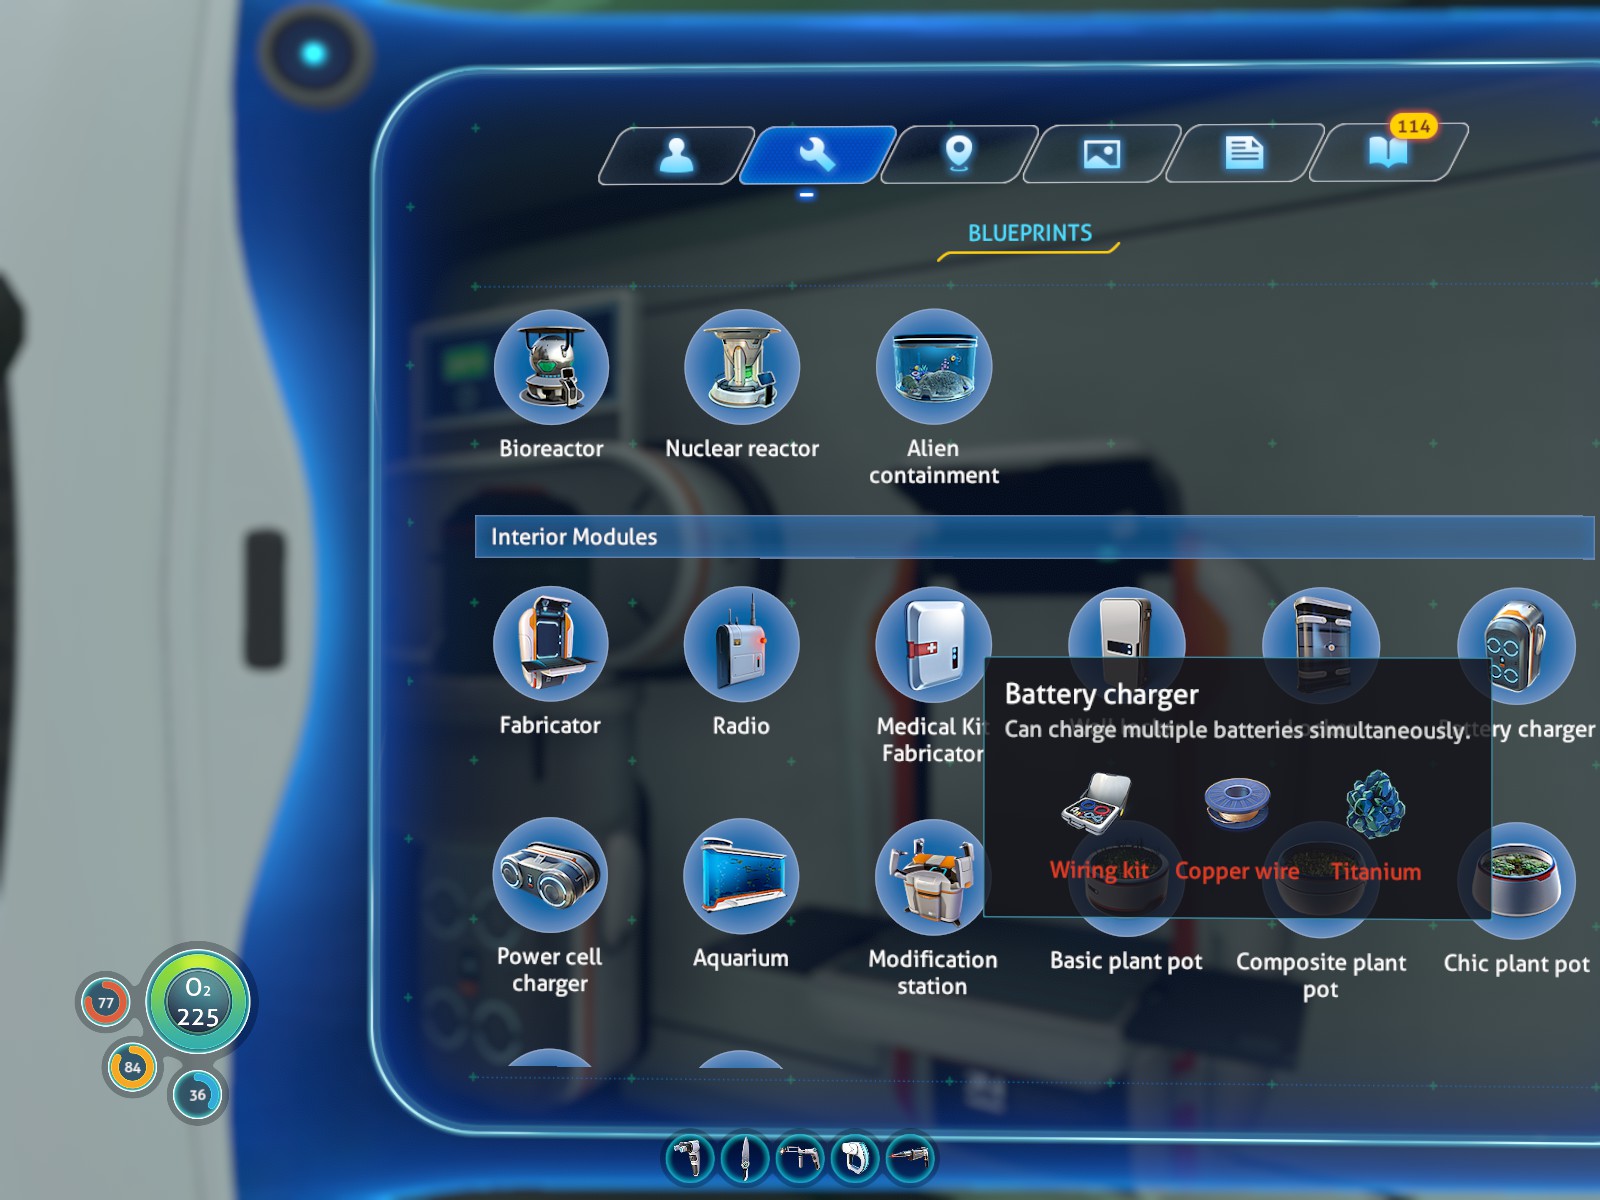 114
BLUEPRINTS
Bioreactor
Nuclear reactor
Alien
containment
Interior Modules
Fabricator
Radio
Medical Kit
Fabricator
Battery charger
Can charge multiple batteries simultaneously.
ry charger
Wiring kit Copper wire Titanium
Power cell
charger
Aquarium
Modification
station
Basic plant pot
Composite plant
pot
Chic plant pot
O₂
225
77
84
36